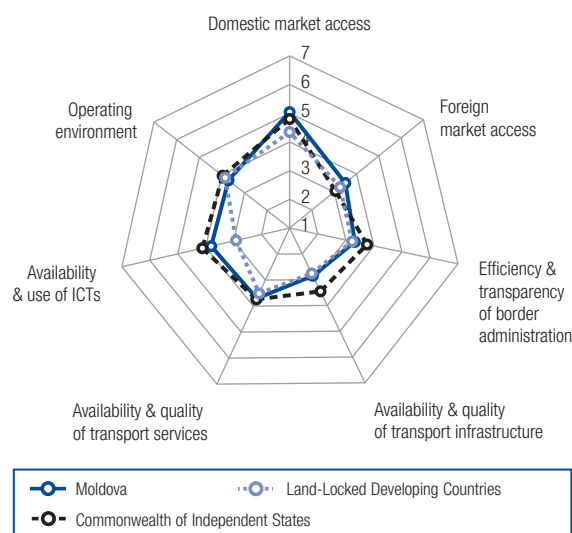 Domestic market access
7
6
5
4
3
2
1
Foreign
market access
Operating
environment
Efficiency &
transparency
of border
administration
Availability
& use of ICTs
Availability & quality
of transport services
Availability & quality
of transport infrastructure
Moldova
Land-Locked Developing Countries
Commonwealth of Independent States